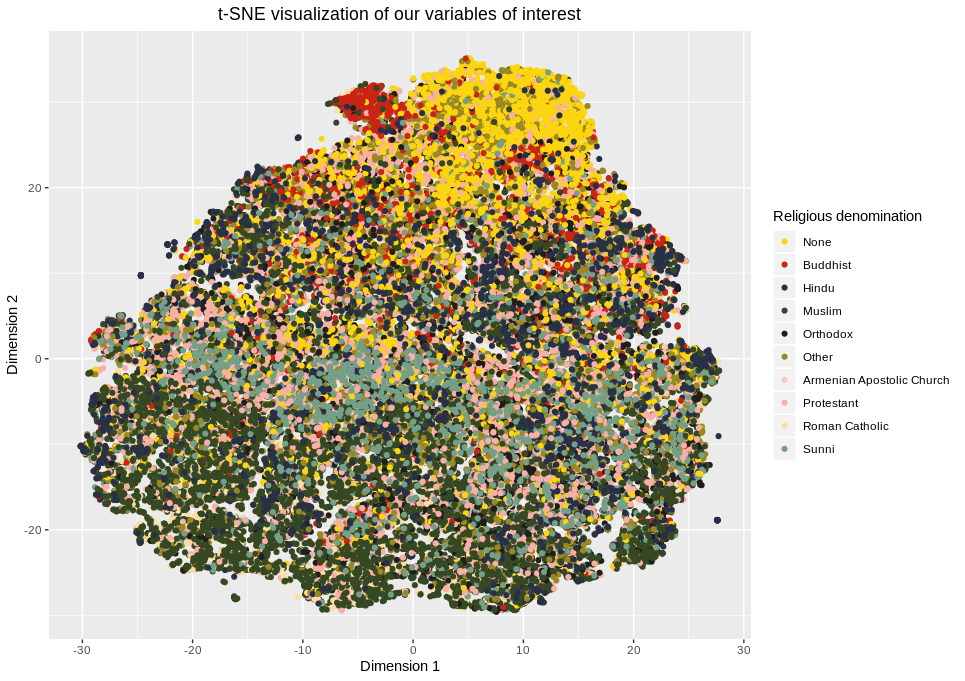 t-SNE visualization of our variables of interest
Dimension 2
20
0
-20
-30
-20
-10
0
10
20
30
Dimension 1
Religious denomination
None
Buddhist
Hindu
Muslim
Orthodox
Other
Armenian Apostolic Church
Protestant
Roman Catholic
Sunni